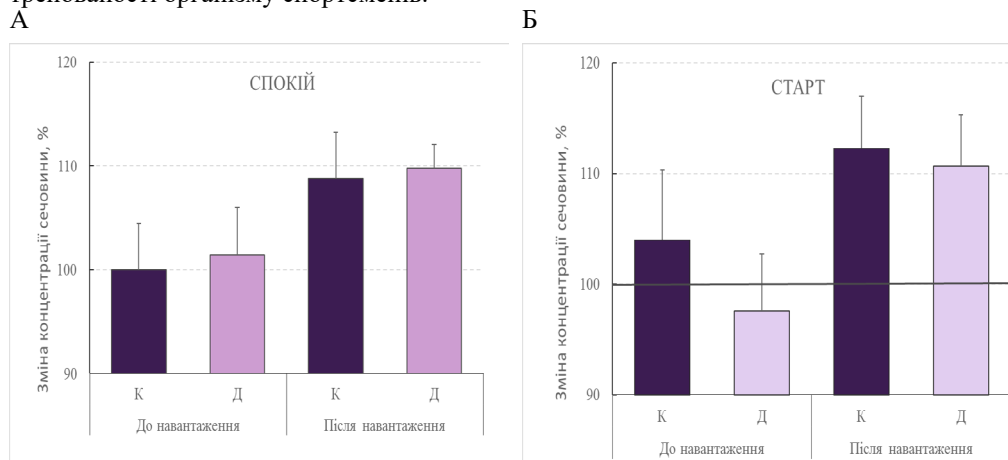 тренованості організму спортсменів.
А
Б
120
СПОКІЙ
110
100
90
Зміна концентрації сечовини, %
К
Д
К
Д
До навантаження
Після навантаження
120
СТАРТ
110
100
90
Зміна концентрації сечовини, %
К
Д
К
Д
До навантаження
Після навантаження